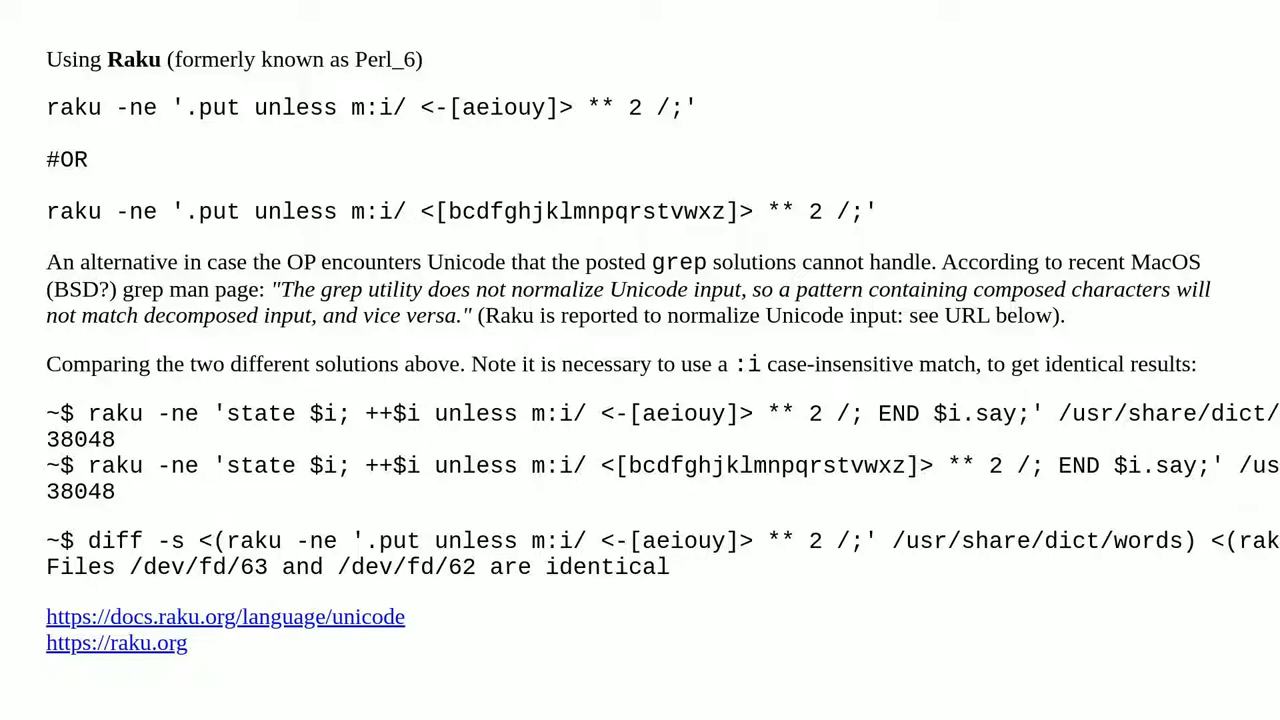 Using Raku (formerly known as Perl_6)
raku -ne '.put unless m:i/ <-[aeiouy]> ** 2 /;'
#OR
raku -ne '.put unless m:i/ <[bcdfghjklmnpqrstvwxz]> ** 2 /;'
An alternative in case the OP encounters Unicode that the posted grep solutions cannot handle. According to recent MacOS
(BSD?) grep man page: "The grep utility does not normalize Unicode input, so a pattern containing composed characters will
not match decomposed input, and vice versa." (Raku is reported to normalize Unicode input: see URL below).
Comparing the two different solutions above. Note it is necessary to use a :i case-insensitive match, to get identical results:
~$ raku -ne 'state $i; ++$i unless m:i/ <-[aeiouy]> ** 2 /; END $i.say;' /usr/share/dict/
38048
~$ raku -ne 'state $i; ++$i unless m:i/ <[bcdfghjklmnpqrstvwxz]> ** 2 /; END $i.say;' /us
38048
~$ diff -s <(raku -ne '.put unless m:i/ <-[aeiouy]> ** 2 /;' /usr/share/dict/words) <(rak
Files /dev/fd/63 and /dev/fd/62 are identical
https://docs.raku.org/language/unicode
https://raku.org